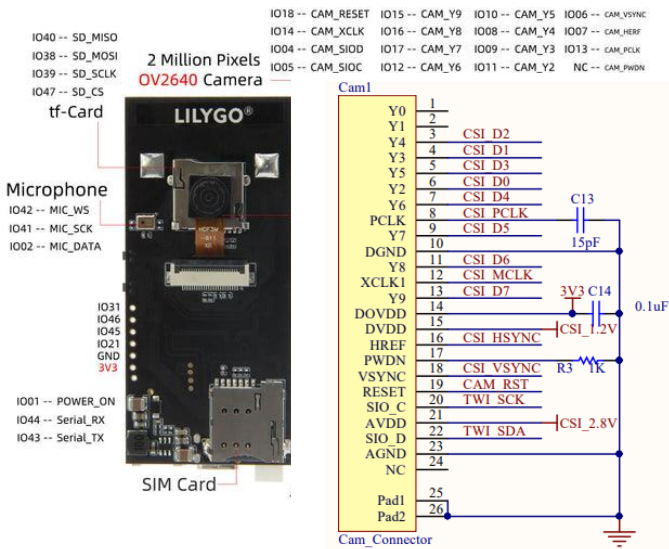 IO18 -- CAM_RESET IO15 -- CAM_Y9 IO10 -- CAM_Y5 IO06 -- CAM_VSYNC
IO14 -- CAM_XCLK IO16 -- CAM_Y8 IO08 -- CAM_Y4 IO07 -- CAM_HERF
IO04 -- CAM_SIOD IO17 -- CAM_Y7 IO09 -- CAM_Y3 IO13 -- CAM_PCLK
IO05 -- CAM_SIOC IO12 -- CAM_Y6 IO11 -- CAM_Y2 NC -- CAM_PWDN
IO40 -- SD_MISO
IO38 -- SD_MOSI
IO39 -- SD_SCLK
IO47 -- SD_CS
tf-Card
2 Million Pixels
OV2640 Camera
LILYGO®
Microphone
IO42 -- MIC_WS
IO41 -- MIC_SCK
IO02 -- MIC_DATA
IO31
IO46
IO45
IO21
GND
3V3
IO01 -- POWER_ON
IO44 -- Serial_RX
IO43 -- Serial_TX
SIM Card
Cam1
Y0 1
Y1 2
Y4 3 CSI_D2
Y3 4 CSI_D1
Y5 5 CSI_D3
Y2 6 CSI_D0
Y6 7 CSI_D4
PCLK 8 CSI_PCLK
Y7 9 CSI_D5
DGND 10
Y8 11 CSI_D6
XCLK1 12 CSI_MCLK
Y9 13 CSI_D7
DOVDD 14
DVDD 15 CSI_1.2V
HREF 16 CSI_HSYNC
PWDN 17
VSYNC 18 CSI_VSYNC
RESET 19 CAM_RST
SIO_C 20 TWI_SCK
AVDD 21 CSI_2.8V
SIO_D 22 TWI_SDA
AGND 23
NC 24
Pad1 25
Pad2 26
Cam_Connector
C13
15pF
3V3 C14
0.1uF
R3 1K